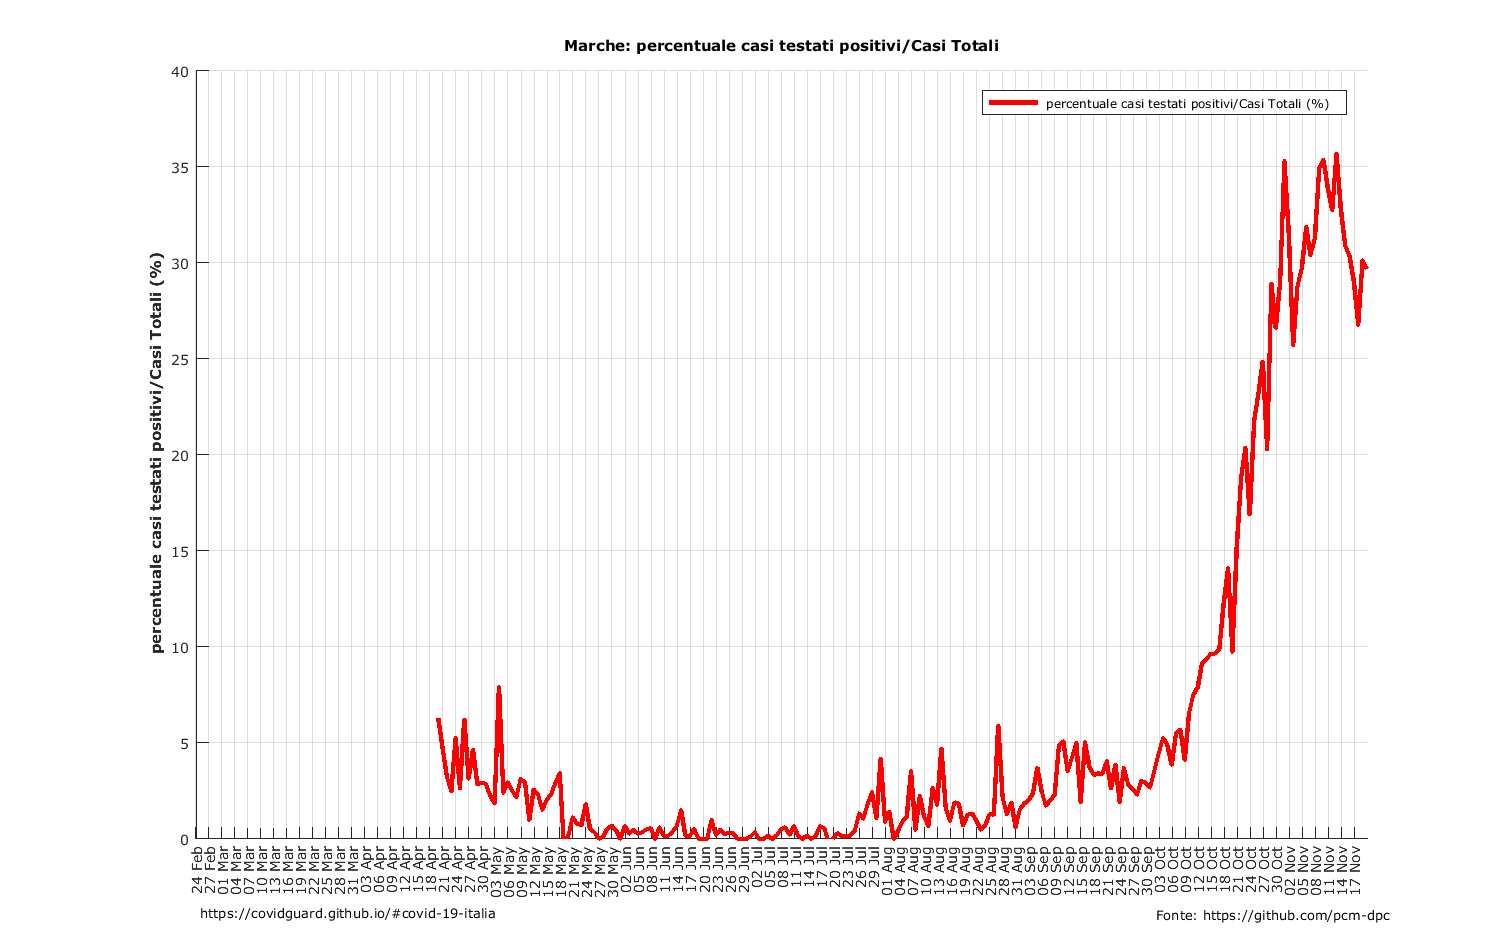 Marche: percentuale casi testati positivi/Casi Totali
percentuale casi testati positivi/Casi Totali (%)
percentuale casi testati positivi/Casi Totali (%)
40
35
30
25
20
15
10
5
0
24 Feb
27 Feb
01 Mar
04 Mar
07 Mar
10 Mar
13 Mar
16 Mar
19 Mar
22 Mar
25 Mar
28 Mar
31 Mar
03 Apr
06 Apr
09 Apr
12 Apr
15 Apr
18 Apr
21 Apr
24 Apr
27 Apr
30 Apr
03 May
06 May
09 May
12 May
15 May
18 May
21 May
24 May
27 May
30 May
02 Jun
05 Jun
08 Jun
11 Jun
14 Jun
17 Jun
20 Jun
23 Jun
26 Jun
29 Jun
02 Jul
05 Jul
08 Jul
11 Jul
14 Jul
17 Jul
20 Jul
23 Jul
26 Jul
29 Jul
01 Aug
04 Aug
07 Aug
10 Aug
13 Aug
16 Aug
19 Aug
22 Aug
25 Aug
28 Aug
31 Aug
03 Sep
06 Sep
09 Sep
12 Sep
15 Sep
18 Sep
21 Sep
24 Sep
27 Sep
30 Sep
03 Oct
06 Oct
09 Oct
12 Oct
15 Oct
18 Oct
21 Oct
24 Oct
27 Oct
30 Oct
02 Nov
05 Nov
08 Nov
11 Nov
14 Nov
17 Nov
https://covidguard.github.io/#covid-19-italia
Fonte: https://github.com/pcm-dpc